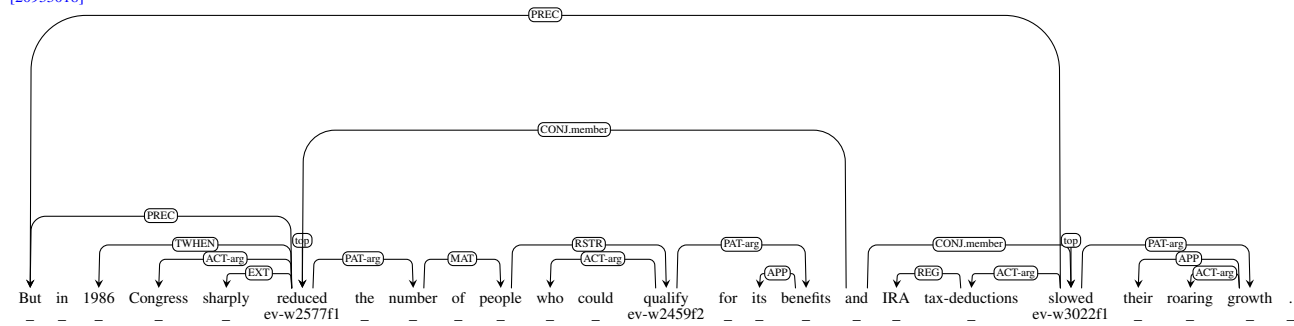 PREC
CONJ.member
PREC
TWHEN top RSTR PAT-arg CONJ.member top PAT-arg
ACT-arg PAT-arg MAT ACT-arg APP
EXT APP REG ACT-arg ACT-arg
But in 1986 Congress sharply reduced the number of people who could qualify for its benefits and IRA tax-deductions slowed their roaring growth .
ev-w2577f1 ev-w2459f2 ev-w3022f1
_ _ _ _ _ _ _ _ _ _ _ _ _ _ _ _ _ _ _ _ _